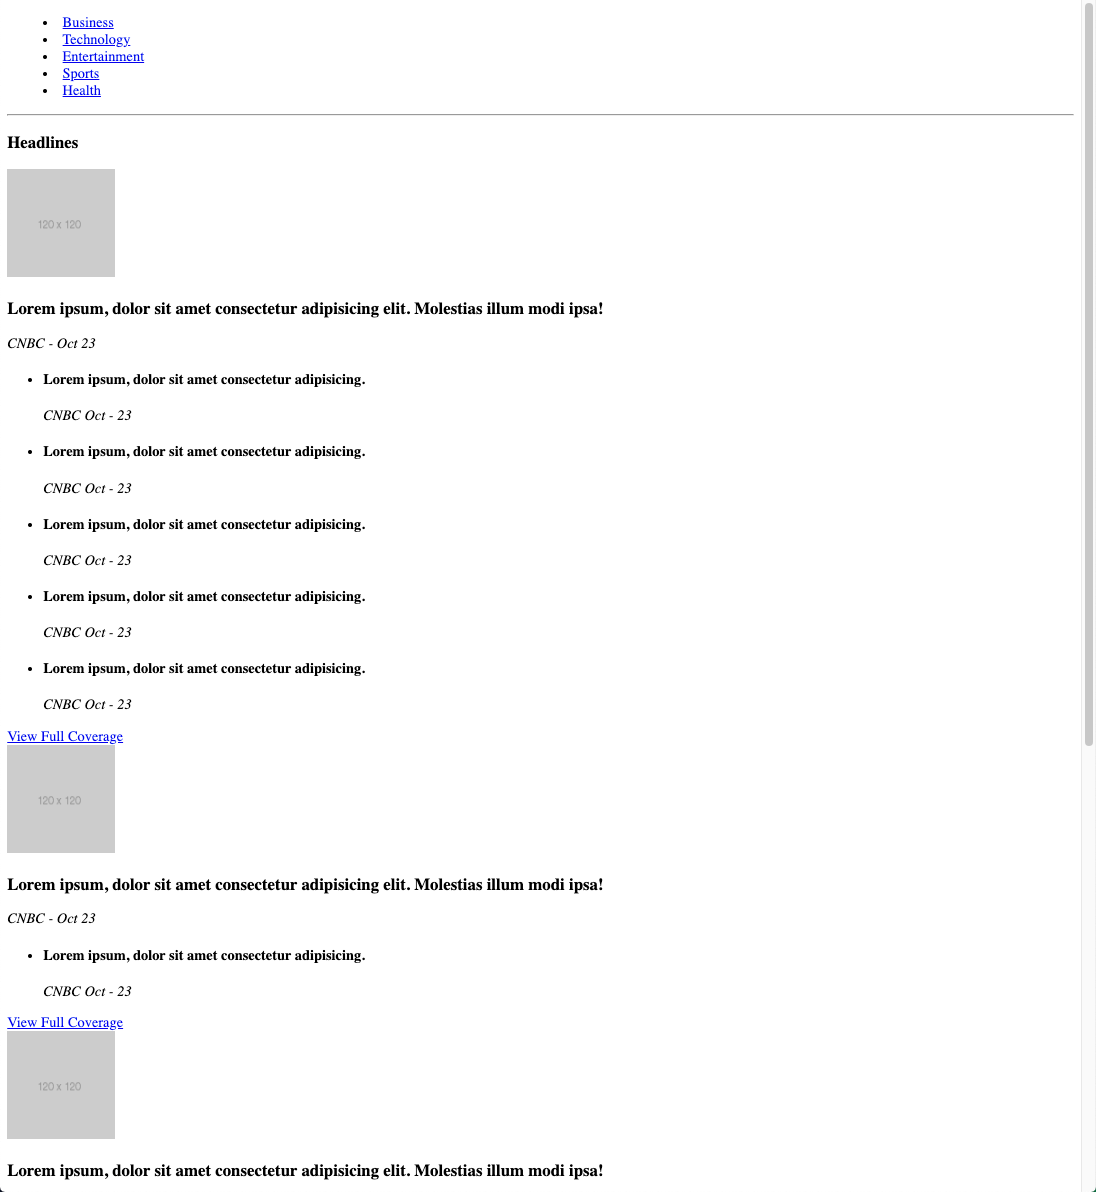 Business
Technology
Entertainment
Sports
Health
Headlines
120 x 120
Lorem ipsum, dolor sit amet consectetur adipisicing elit. Molestias illum modi ipsa!
CNBC - Oct 23
Lorem ipsum, dolor sit amet consectetur adipisicing.
CNBC Oct - 23
Lorem ipsum, dolor sit amet consectetur adipisicing.
CNBC Oct - 23
Lorem ipsum, dolor sit amet consectetur adipisicing.
CNBC Oct - 23
Lorem ipsum, dolor sit amet consectetur adipisicing.
CNBC Oct - 23
Lorem ipsum, dolor sit amet consectetur adipisicing.
CNBC Oct - 23
View Full Coverage
120 x 120
Lorem ipsum, dolor sit amet consectetur adipisicing elit. Molestias illum modi ipsa!
CNBC - Oct 23
Lorem ipsum, dolor sit amet consectetur adipisicing.
CNBC Oct - 23
View Full Coverage
120 x 120
Lorem ipsum, dolor sit amet consectetur adipisicing elit. Molestias illum modi ipsa!